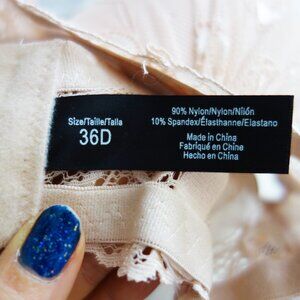 Size/Taille/Talla
36D
90% Nylon/Nylon/Nilón
10% Spandex/Élasthanne/Elastano
Made in China
Fabriqué en China
Hecho en China